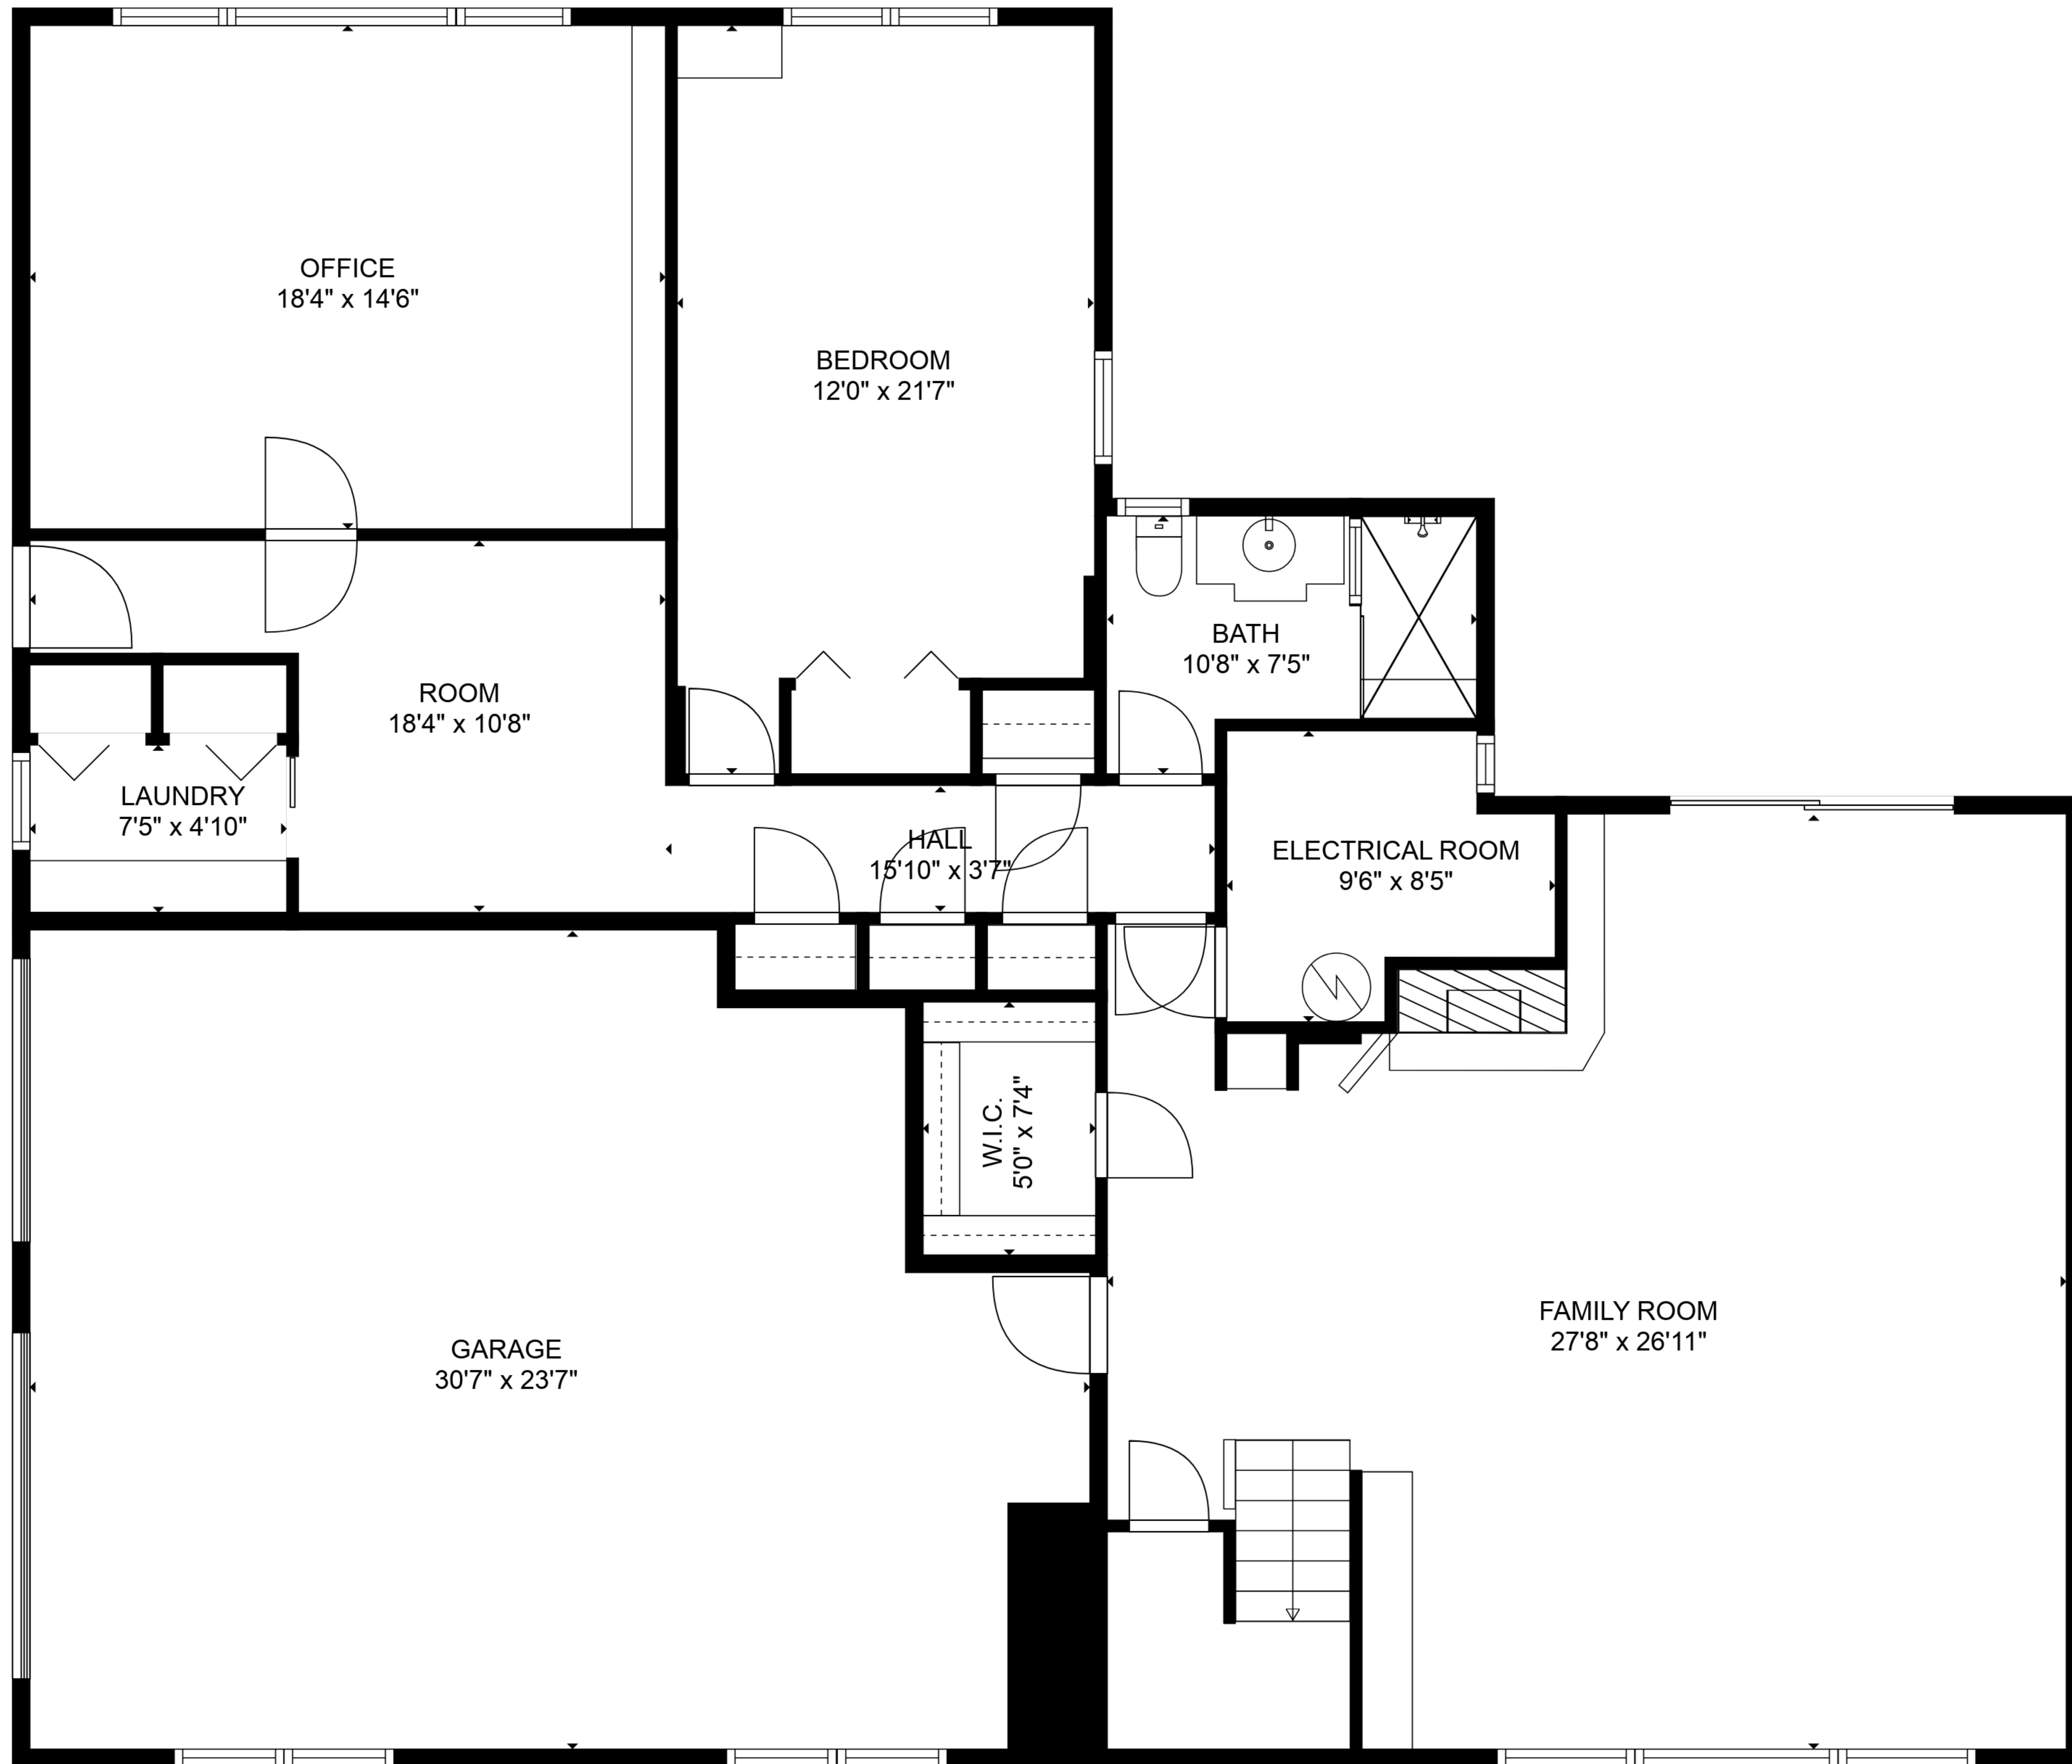 OFFICE
18'4" x 14'6"
BEDROOM
12'0" x 21'7"
BATH
10'8" x 7'5"
ROOM
18'4" x 10'8"
LAUNDRY
7'5" x 4'10"
HALL
15'10" x 3'7"
ELECTRICAL ROOM
9'6" x 8'5"
W.I.C.
5'0" x 7'4"
FAMILY ROOM
27'8" x 26'11"
GARAGE
30'7" x 23'7"